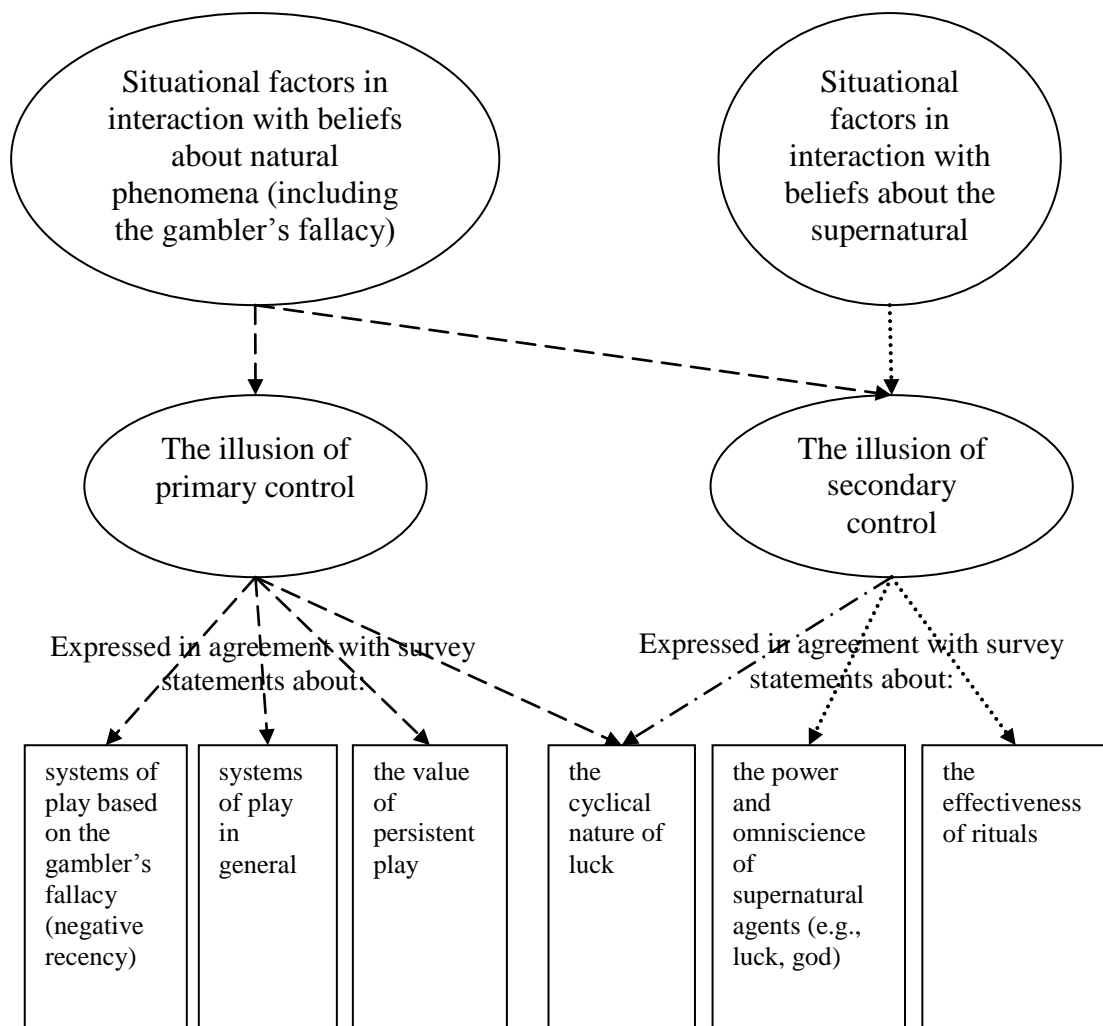 Situational factors in
interaction with beliefs
about natural
phenomena (including
the gambler’s fallacy)
Situational
factors in
interaction with
beliefs about the
supernatural
The illusion of
primary control
The illusion of
secondary
control
Expressed in agreement with survey
statements about:
Expressed in agreement with survey
statements about:
systems of
play based
on the
gambler’s
fallacy
(negative
recency)
systems
of play
in
general
the value
of
persistent
play
the
cyclical
nature of
luck
the power
and
omniscience
of
supernatural
agents (e.g.,
luck, god)
the
effectiveness
of rituals